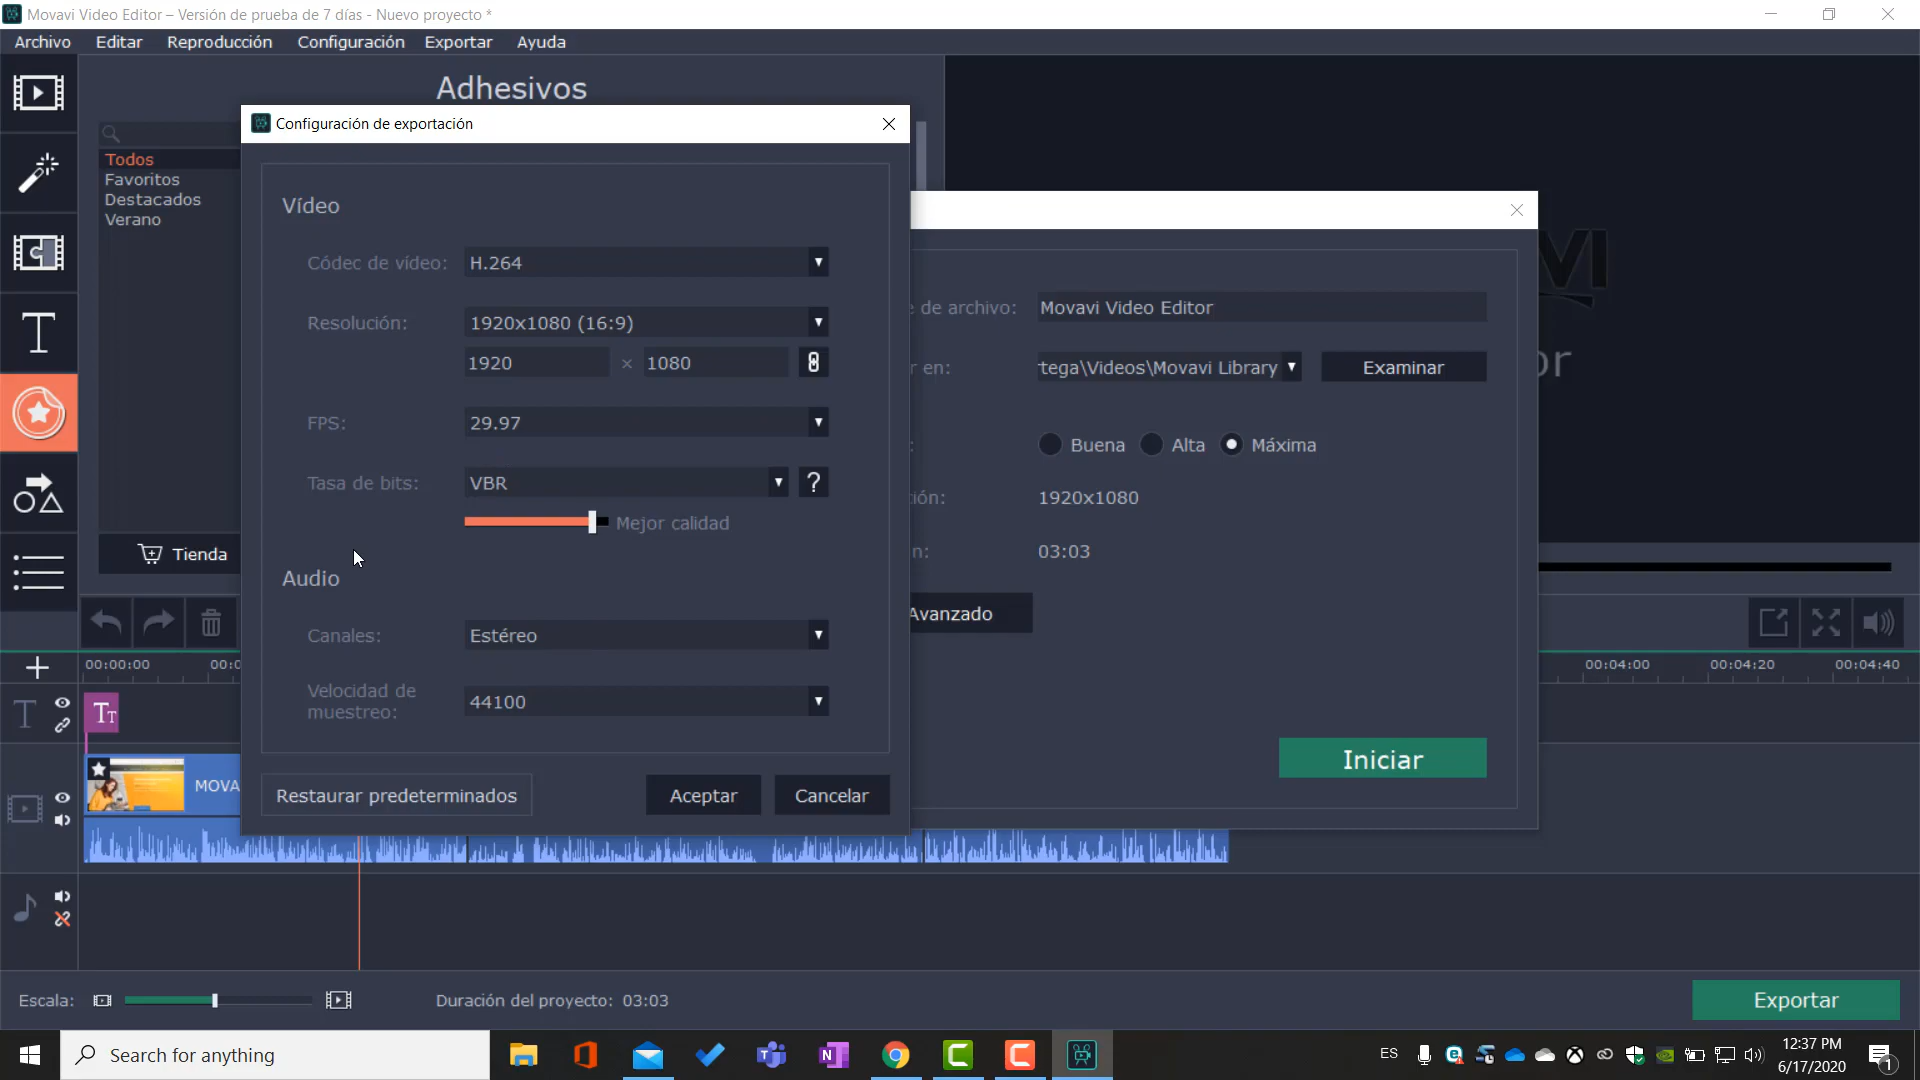 Movavi Video Editor – Versión de prueba de 7 días - Nuevo proyecto *
Archivo Editar Reproducción Configuración Exportar Ayuda
Adhesivos
Todos
Favoritos
Destacados
Verano
Tienda
Configuración de exportación
Vídeo
Códec de vídeo: H.264
Resolución: 1920x1080 (16:9)
1920 × 1080
FPS: 29.97
Tasa de bits: VBR ?
Mejor calidad
Audio
Canales: Estéreo
Velocidad de
muestreo: 44100
Restaurar predeterminados Aceptar Cancelar
de archivo: Movavi Video Editor
en: tega\Videos\Movavi Library Examinar
Buena Alta Máxima
1920x1080
03:03
Avanzado
Iniciar
00:00:00 00:04:00 00:04:20 00:04:40
T Tт
MOVA
Escala: Duración del proyecto: 03:03 Exportar
Search for anything
ES 12:37 PM
6/17/2020
1